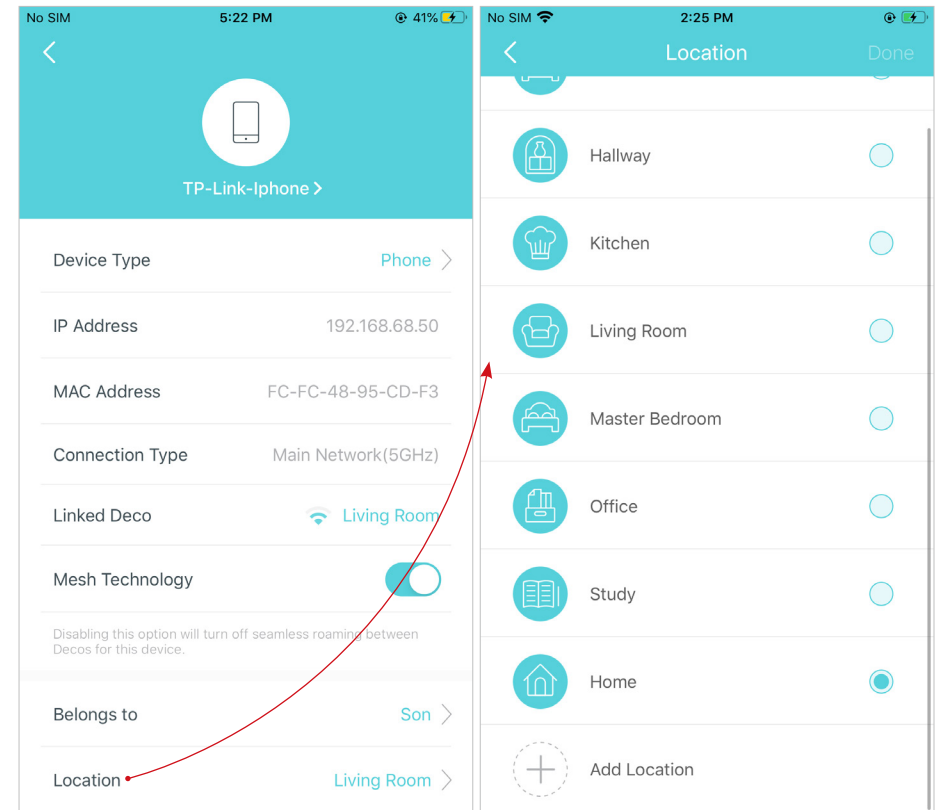 No SIM 5:22 PM 41%
TP-Link-Iphone
Device Type Phone
IP Address 192.168.68.50
MAC Address FC-FC-48-95-CD-F3
Connection Type Main Network(5GHz)
Linked Deco Living Room
Mesh Technology
Disabling this option will turn off seamless roaming between
Decos for this device.
Belongs to Son
Location Living Room
No SIM 2:25 PM
Location Done
Hallway
Kitchen
Living Room
Master Bedroom
Office
Study
Home
Add Location